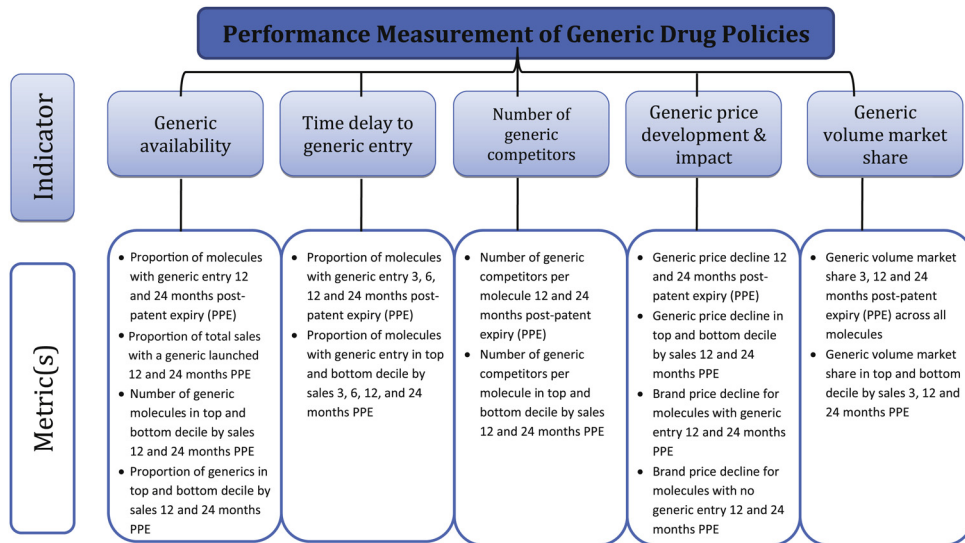 Performance Measurement of Generic Drug Policies
Indicator
Generic
availability
Time delay to
generic entry
Number of
generic
competitors
Generic price
development &
impact
Generic
volume market
share
Metric(s)
• Proportion of molecules
with generic entry 12
and 24 months post-
patent expiry (PPE)
• Proportion of total sales
with a generic launched
12 and 24 months PPE
• Number of generic
molecules in top and
bottom decile by sales
12 and 24 months PPE
• Proportion of generics in
top and bottom decile by
sales 12 and 24 months
PPE
• Proportion of molecules
with generic entry 3, 6,
12 and 24 months post-
patent expiry (PPE)
• Proportion of molecules
with generic entry in top
and bottom decile by
sales 3, 6, 12, and 24
months PPE
• Number of generic
competitors per
molecule 12 and 24
months post-patent
expiry (PPE)
• Number of generic
competitors per
molecule in top and
bottom decile by sales
12 and 24 months PPE
• Generic price decline 12
and 24 months post-
patent expiry (PPE)
• Generic price decline in
top and bottom decile
by sales 12 and 24
months PPE
• Brand price decline for
molecules with generic
entry 12 and 24 months
PPE
• Brand price decline for
molecules with no
generic entry 12 and 24
months PPE
• Generic volume market
share 3, 12 and 24
months post-patent
expiry (PPE) across all
molecules
• Generic volume market
share in top and bottom
decile by sales 3, 12 and
24 months PPE